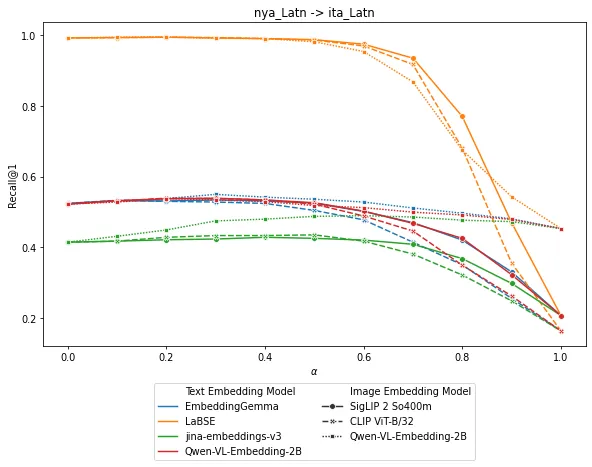 nya_Latn -> ita_Latn
Recall@1
1.0
0.8
0.6
0.4
0.2
0.0 0.2 0.4 0.6 0.8 1.0
α
Text Embedding Model
EmbeddingGemma
LaBSE
jina-embeddings-v3
Qwen-VL-Embedding-2B
Image Embedding Model
SigLIP 2 So400m
CLIP ViT-B/32
Qwen-VL-Embedding-2B